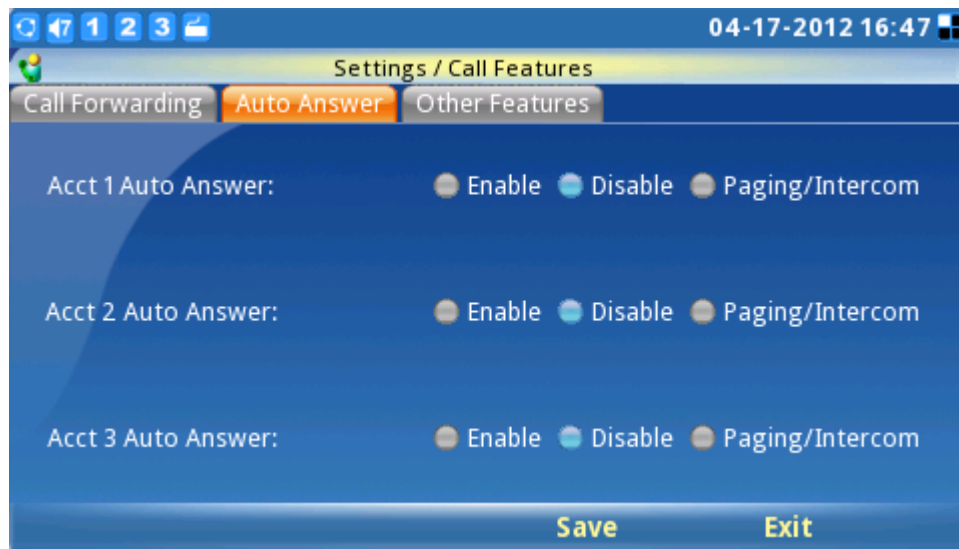 7 1 2 3 04-17-2012 16:47
Settings / Call Features
Call Forwarding Auto Answer Other Features
Acct 1 Auto Answer: Enable Disable Paging/Intercom
Acct 2 Auto Answer: Enable Disable Paging/Intercom
Acct 3 Auto Answer: Enable Disable Paging/Intercom
Save Exit